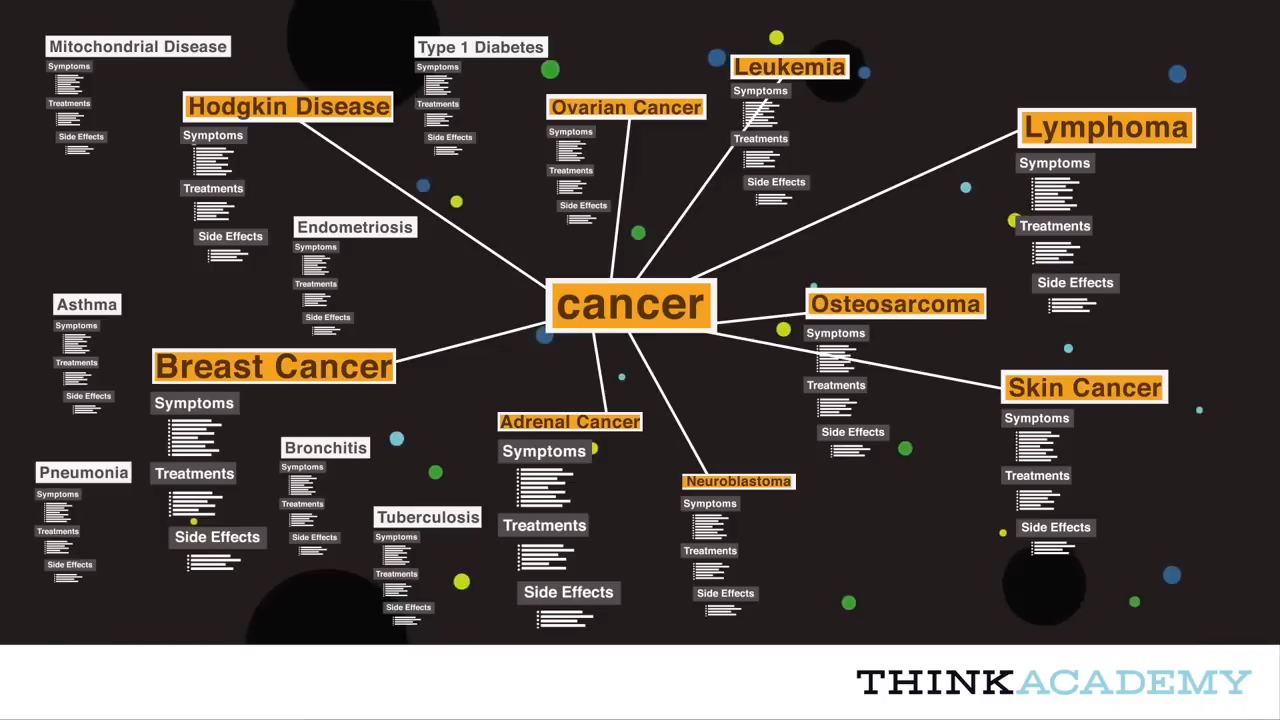 Mitochondrial Disease
Symptoms
Treatments
Side Effects
Hodgkin Disease
Symptoms
Treatments
Side Effects
Type 1 Diabetes
Symptoms
Treatments
Side Effects
Ovarian Cancer
Symptoms
Treatments
Side Effects
Leukemia
Symptoms
Treatments
Side Effects
Lymphoma
Symptoms
Treatments
Side Effects
Endometriosis
Symptoms
Treatments
Side Effects
cancer
Asthma
Symptoms
Treatments
Side Effects
Breast Cancer
Symptoms
Treatments
Side Effects
Osteosarcoma
Symptoms
Treatments
Side Effects
Skin Cancer
Symptoms
Treatments
Side Effects
Pneumonia
Symptoms
Treatments
Side Effects
Bronchitis
Symptoms
Treatments
Side Effects
Tuberculosis
Symptoms
Treatments
Side Effects
Adrenal Cancer
Symptoms
Treatments
Side Effects
Neuroblastoma
Symptoms
Treatments
Side Effects
THINKACADEMY